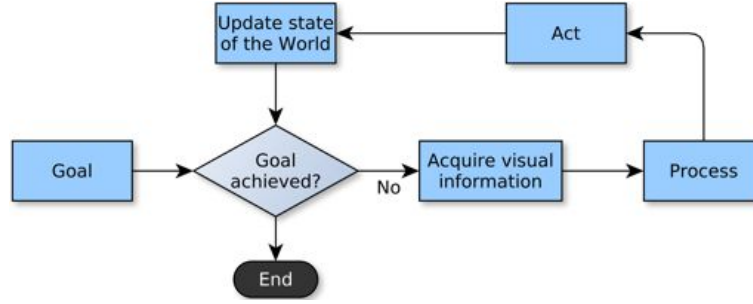 Update state
of the World
Act
Goal
Goal
achieved?
No
Acquire visual
information
Process
End